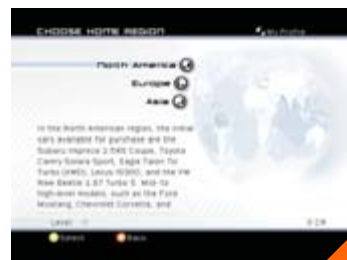 CHOOSE HOME REGION
My Profile
North America
Europe
Asia
In the North American region, the initial
cars available for purchase are the
Subaru Impreza 2.5RS Coupe, Toyota
Camry Solara Sport, Eagle Talon TSi
Turbo (AWD), Lexus IS300, and the VW
New Beetle 1.8T Turbo S. Mid- to
high-level models, such as the Ford
Mustang, Chevrolet Corvette, and
Level
Select
Back